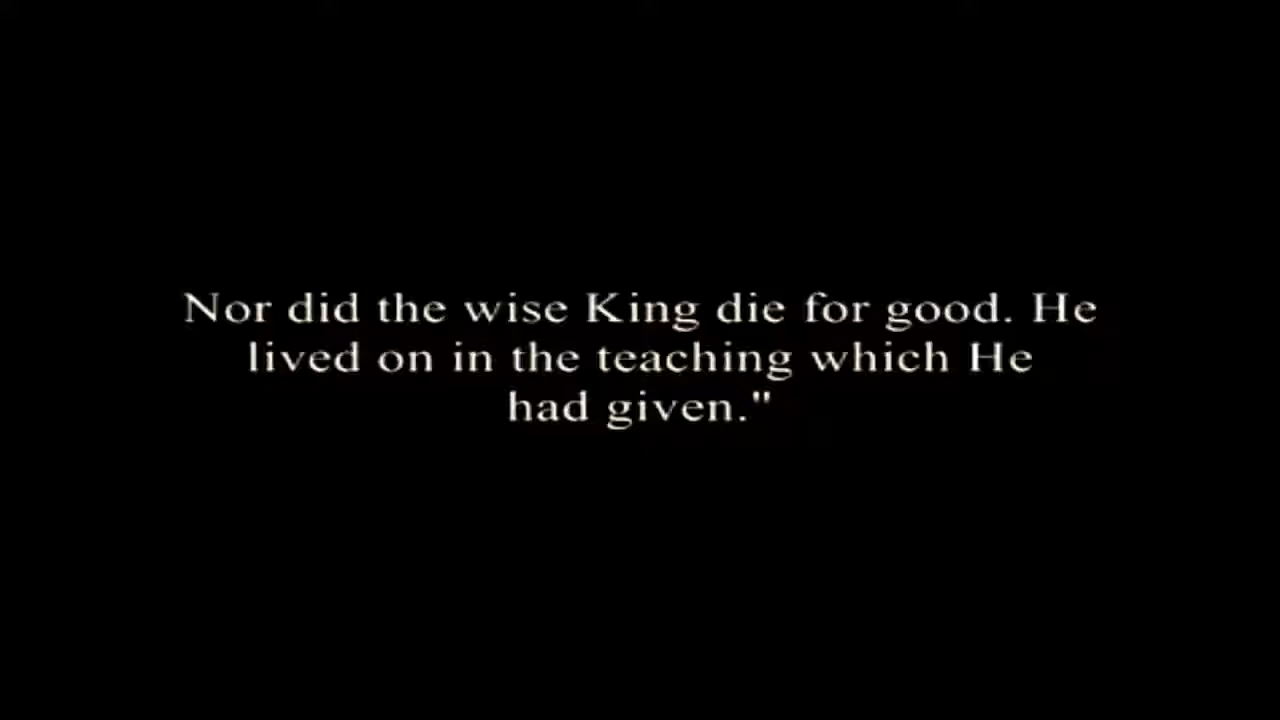 Nor did the wise King die for good. He
lived on in the teaching which He
had given."